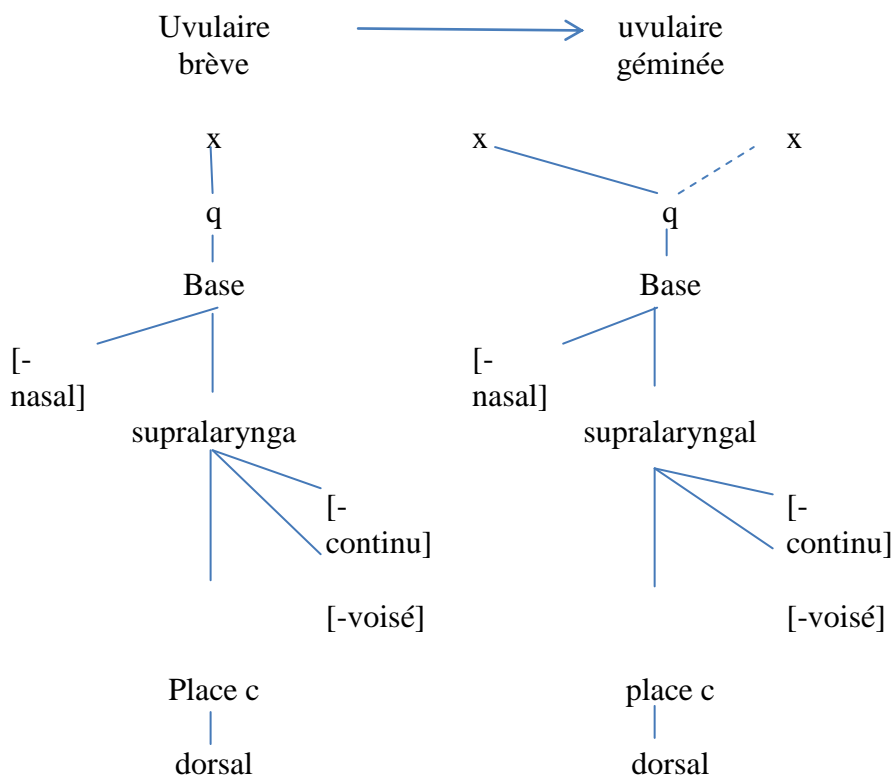 Uvulaire uvulaire
brève géminée
x x x
q q
Base Base
[- [-
nasal] nasal]
supralarynga supralaryngal
[- [-
continu] continu]
[-voisé] [-voisé]
Place c place c
dorsal dorsal